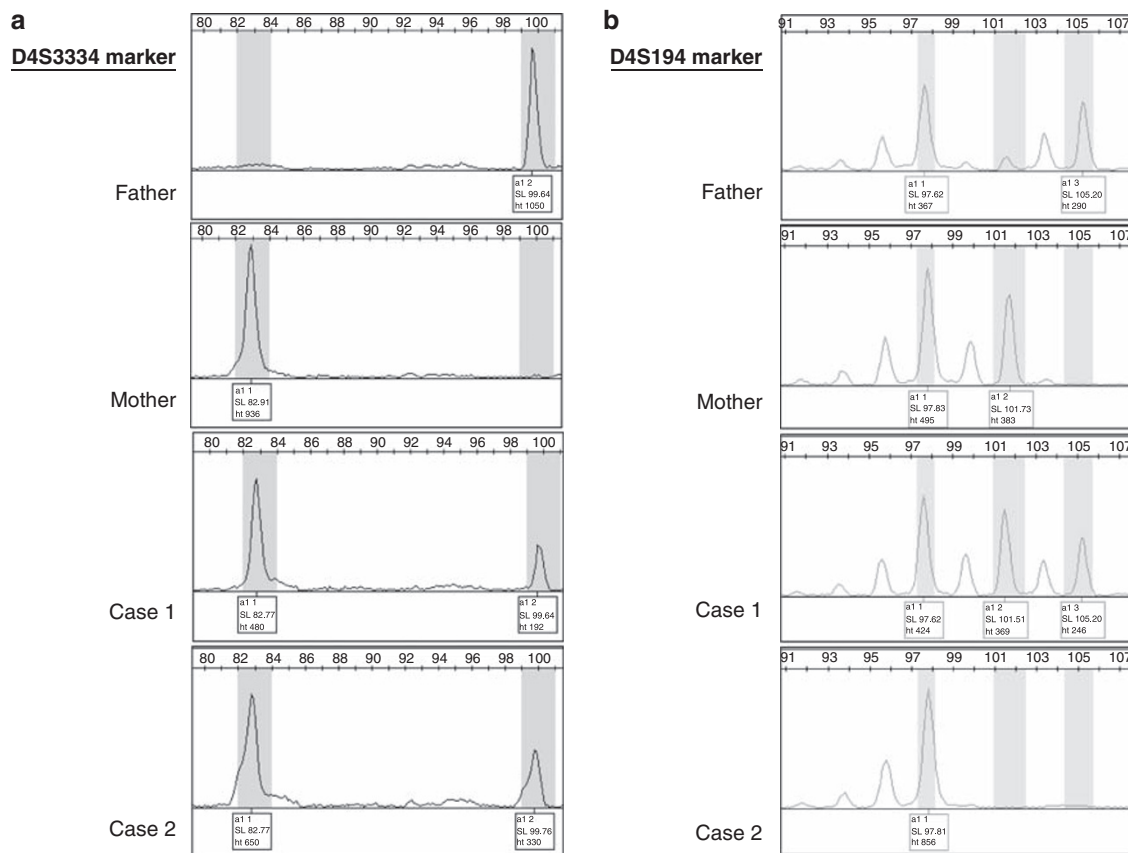 a
D4S3334 marker
80 82 84 86 88 90 92 94 96 98 100
Father
a1 2
SL 99.64
ht 1050
80 82 84 86 88 90 92 94 96 98 100
Mother
a1 1
SL 82.91
ht 936
80 82 84 86 88 90 92 94 96 98 100
Case 1
a1 1
SL 82.77
ht 480
a1 2
SL 99.64
ht 192
80 82 84 86 88 90 92 94 96 98 100
Case 2
a1 1
SL 82.77
ht 650
a1 2
SL 99.76
ht 330
b
D4S194 marker
91 93 95 97 99 101 103 105 107
Father
a1 1
SL 97.62
ht 367
a1 3
SL 105.20
ht 290
91 93 95 97 99 101 103 105 107
Mother
a1 1
SL 97.83
ht 495
a1 2
SL 101.73
ht 383
91 93 95 97 99 101 103 105 107
Case 1
a1 1
SL 97.62
ht 424
a1 2
SL 101.51
ht 369
a1 3
SL 105.20
ht 246
91 93 95 97 99 101 103 105 107
Case 2
a1 1
SL 97.81
ht 856